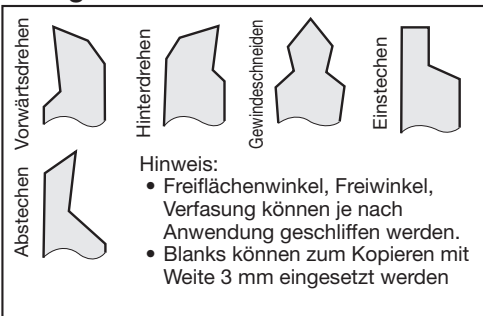 Vorwärtsdrehen
Hinterdrehen
Gewindeschneiden
Einstechen
Abstechen
Hinweis:
• Freiflächenwinkel, Freiwinkel,
Verfasung können je nach
Anwendung geschliffen werden.
• Blanks können zum Kopieren mit
Weite 3 mm eingesetzt werden